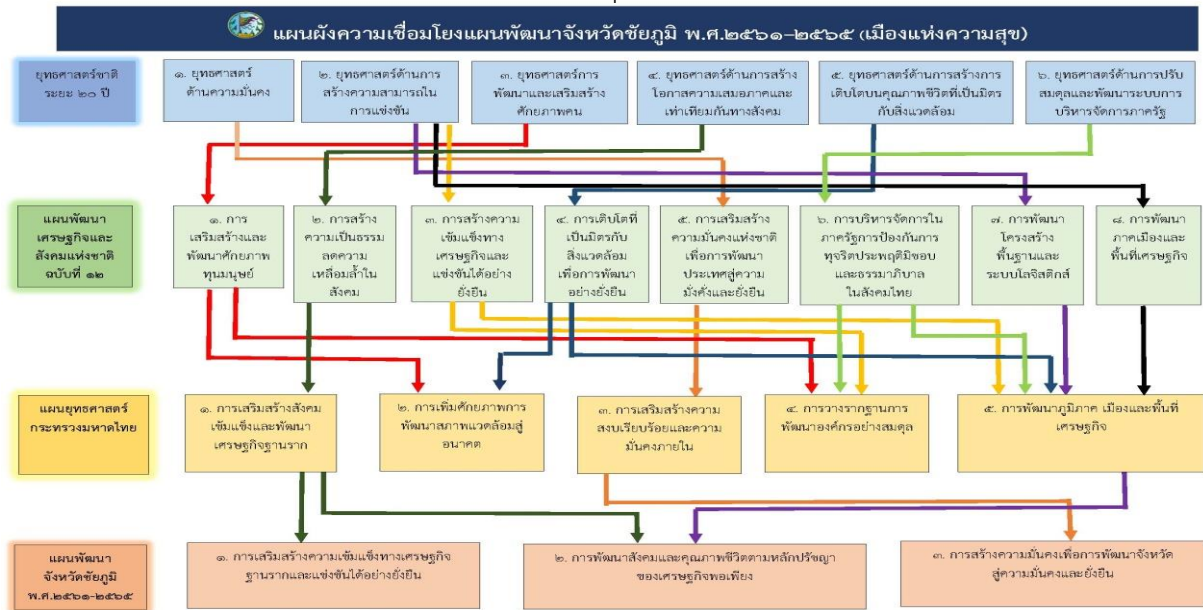 แผนผังความเชื่อมโยงแผนพัฒนาจังหวัดชัยภูมิ พ.ศ.๒๕๖๑-๒๕๖๕ (เมืองแห่งความสุข)
ยุทธศาสตร์ชาติ
ระยะ ๒๐ ปี
๑. ยุทธศาสตร์
ด้านความมั่นคง
๒. ยุทธศาสตร์ด้านการ
สร้างความสามารถใน
การแข่งขัน
๓. ยุทธศาสตร์การ
พัฒนาและเสริมสร้าง
ศักยภาพคน
๔. ยุทธศาสตร์ด้านการสร้าง
โอกาสความเสมอภาคและ
เท่าเทียมกันทางสังคม
๕. ยุทธศาสตร์ด้านการสร้างการ
เติบโตบนคุณภาพชีวิตที่เป็นมิตร
กับสิ่งแวดล้อม
๖. ยุทธศาสตร์ด้านการปรับ
สมดุลและพัฒนาระบบการ
บริหารจัดการภาครัฐ
แผนพัฒนา
เศรษฐกิจและ
สังคมแห่งชาติ
ฉบับที่ ๑๒
๑. การ
เสริมสร้างและ
พัฒนาศักยภาพ
ทุนมนุษย์
๒. การสร้าง
ความเป็นธรรม
ลดความ
เหลื่อมล้ำใน
สังคม
๓. การสร้างความ
เข้มแข็งทาง
เศรษฐกิจและ
แข่งขันได้อย่าง
ยั่งยืน
๔. การเติบโตที่
เป็นมิตรกับ
สิ่งแวดล้อม
เพื่อการพัฒนา
อย่างยั่งยืน
๕. การเสริมสร้าง
ความมั่นคงแห่งชาติ
เพื่อการพัฒนา
ประเทศสู่ความ
มั่งคั่งและยั่งยืน
๖. การบริหารจัดการใน
ภาครัฐการป้องกันการ
ทุจริตประพฤติมิชอบ
และธรรมาภิบาล
ในสังคมไทย
๗. การพัฒนา
โครงสร้าง
พื้นฐานและ
ระบบโลจิสติกส์
๘. การพัฒนา
ภาคเมืองและ
พื้นที่เศรษฐกิจ
แผนยุทธศาสตร์
กระทรวงมหาดไทย
๑. การเสริมสร้างสังคม
เข้มแข็งและพัฒนา
เศรษฐกิจฐานราก
๒. การเพิ่มศักยภาพการ
พัฒนาสภาพแวดล้อมสู่
อนาคต
๓. การเสริมสร้างความ
สงบเรียบร้อยและความ
มั่นคงภายใน
๔. การวางรากฐานการ
พัฒนาองค์กรอย่างสมดุล
๕. การพัฒนาภูมิภาค เมืองและพื้นที่
เศรษฐกิจ
แผนพัฒนา
จังหวัดชัยภูมิ
พ.ศ.๒๕๖๑-๒๕๖๕
๑. การเสริมสร้างความเข้มแข็งทางเศรษฐกิจ
ฐานรากและแข่งขันได้อย่างยั่งยืน
๒. การพัฒนาสังคมและคุณภาพชีวิตตามหลักปรัชญา
ของเศรษฐกิจพอเพียง
๓. การสร้างความมั่นคงเพื่อการพัฒนาจังหวัด
สู่ความมั่นคงและยั่งยืน